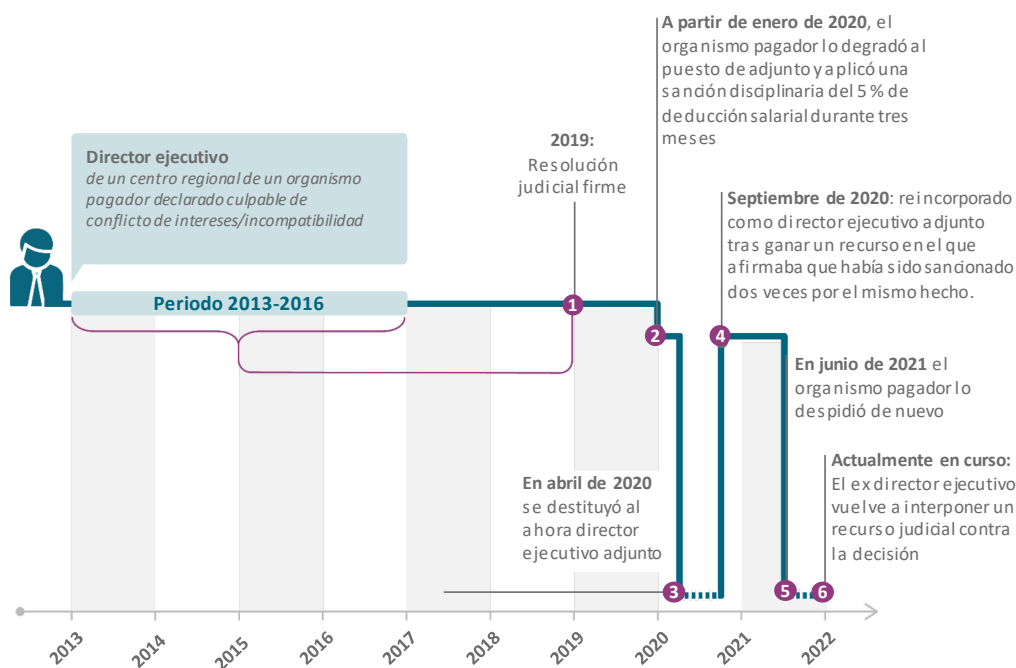 A partir de enero de 2020, el
organismo pagador lo degradó al
puesto de adjunto y aplicó una
sanción disciplinaria del 5 % de
deducción salarial durante tres
meses
Director ejecutivo
de un centro regional de un organismo
pagador declarado culpable de
conflicto de intereses/incompatibilidad
2019:
Resolución
judicial firme
Septiembre de 2020: reincorporado
como director ejecutivo adjunto
tras ganar un recurso en el que
afirmaba que había sido sancionado
dos veces por el mismo hecho.
Periodo 2013-2016
1
2
4
En junio de 2021 el
organismo pagador lo
despidió de nuevo
En abril de 2020
se destituyó al
ahora director
ejecutivo adjunto
Actualmente en curso:
El ex director ejecutivo
vuelve a interponer un
recurso judicial contra
la decisión
3
5
6
2013
2014
2015
2016
2017
2018
2019
2020
2021
2022